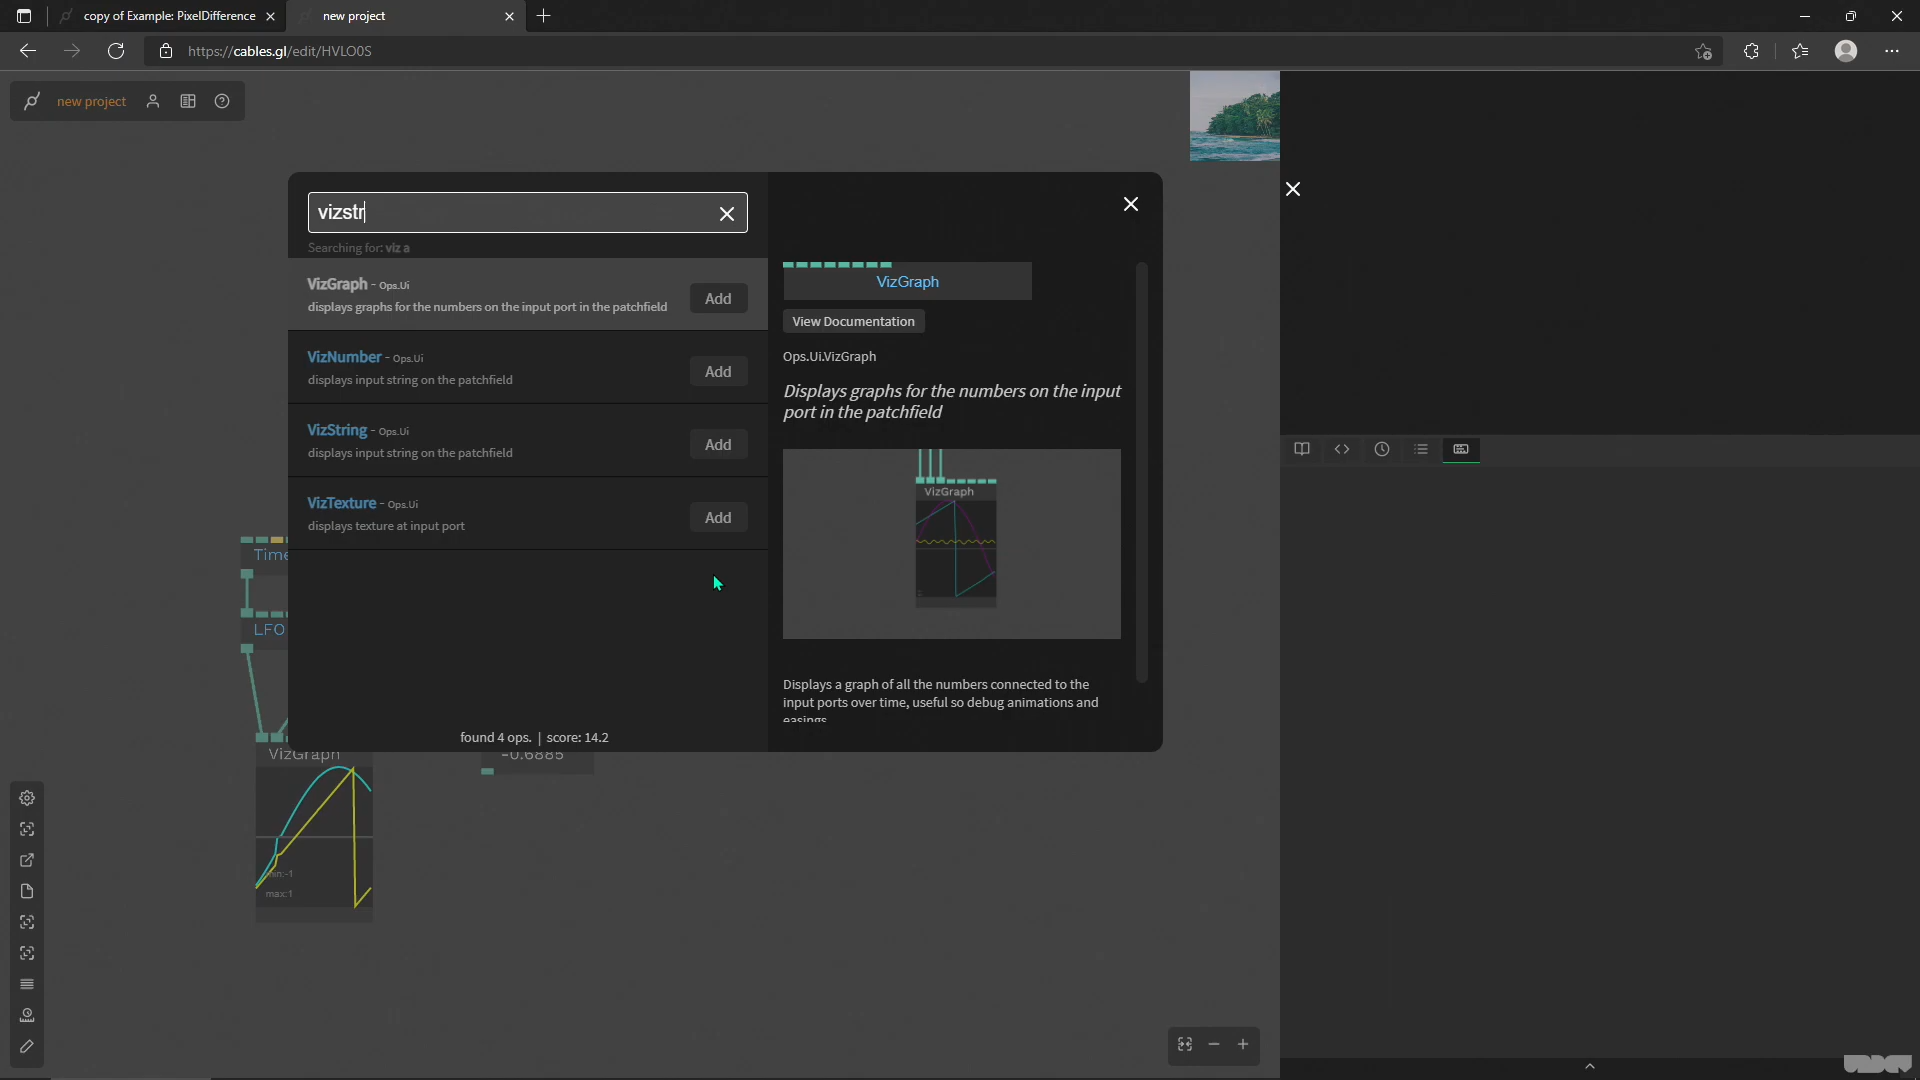 copy of Example: PixelDifference
new project
https://cables.gl/edit/HVLO0S
new project
vizstr
Searching for: viz a
VizGraph - Ops.Ui
displays graphs for the numbers on the input port in the patchfield
Add
VizNumber - Ops.Ui
displays input string on the patchfield
Add
VizString - Ops.Ui
displays input string on the patchfield
Add
VizTexture - Ops.Ui
displays texture at input port
Add
found 4 ops. | score: 14.2
VizGraph
View Documentation
Ops.Ui.VizGraph
Displays graphs for the numbers on the input
port in the patchfield
VizGraph
Displays a graph of all the numbers connected to the
input ports over time, useful so debug animations and
easings
Time
LFO
VizGraph
-0.6885
min:-1
max:1